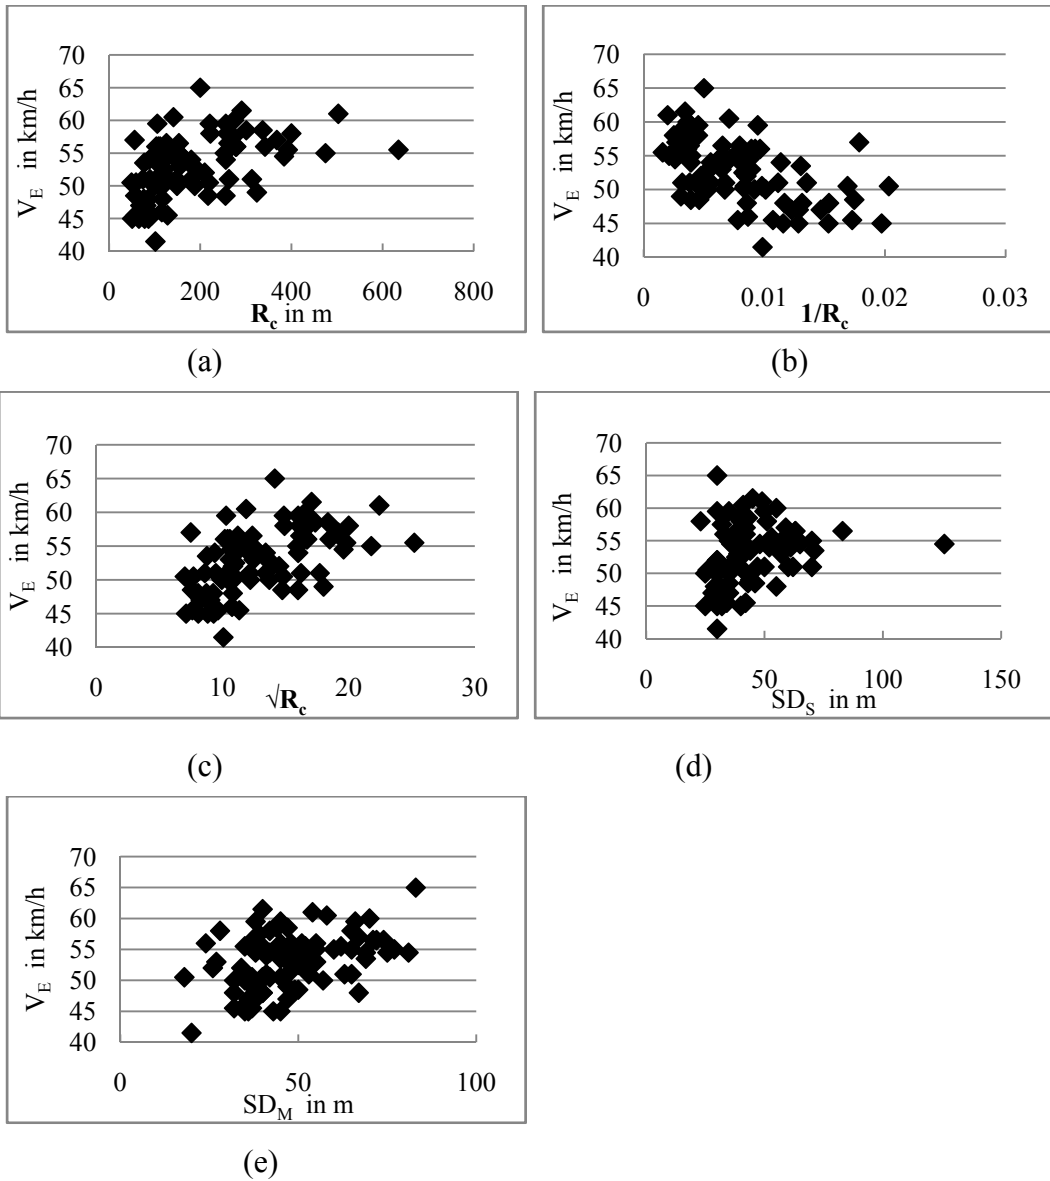 70
65
60
55
50
45
40
V_E in km/h
0 200 400 600 800
R_c in m
(a)
70
65
60
55
50
45
40
V_E in km/h
0 0.01 0.02 0.03
1/R_c
(b)
70
65
60
55
50
45
40
V_E in km/h
0 10 20 30
√R_c
(c)
70
65
60
55
50
45
40
V_E in km/h
0 50 100 150
SD_S in m
(d)
70
65
60
55
50
45
40
V_E in km/h
0 50 100
SD_M in m
(e)